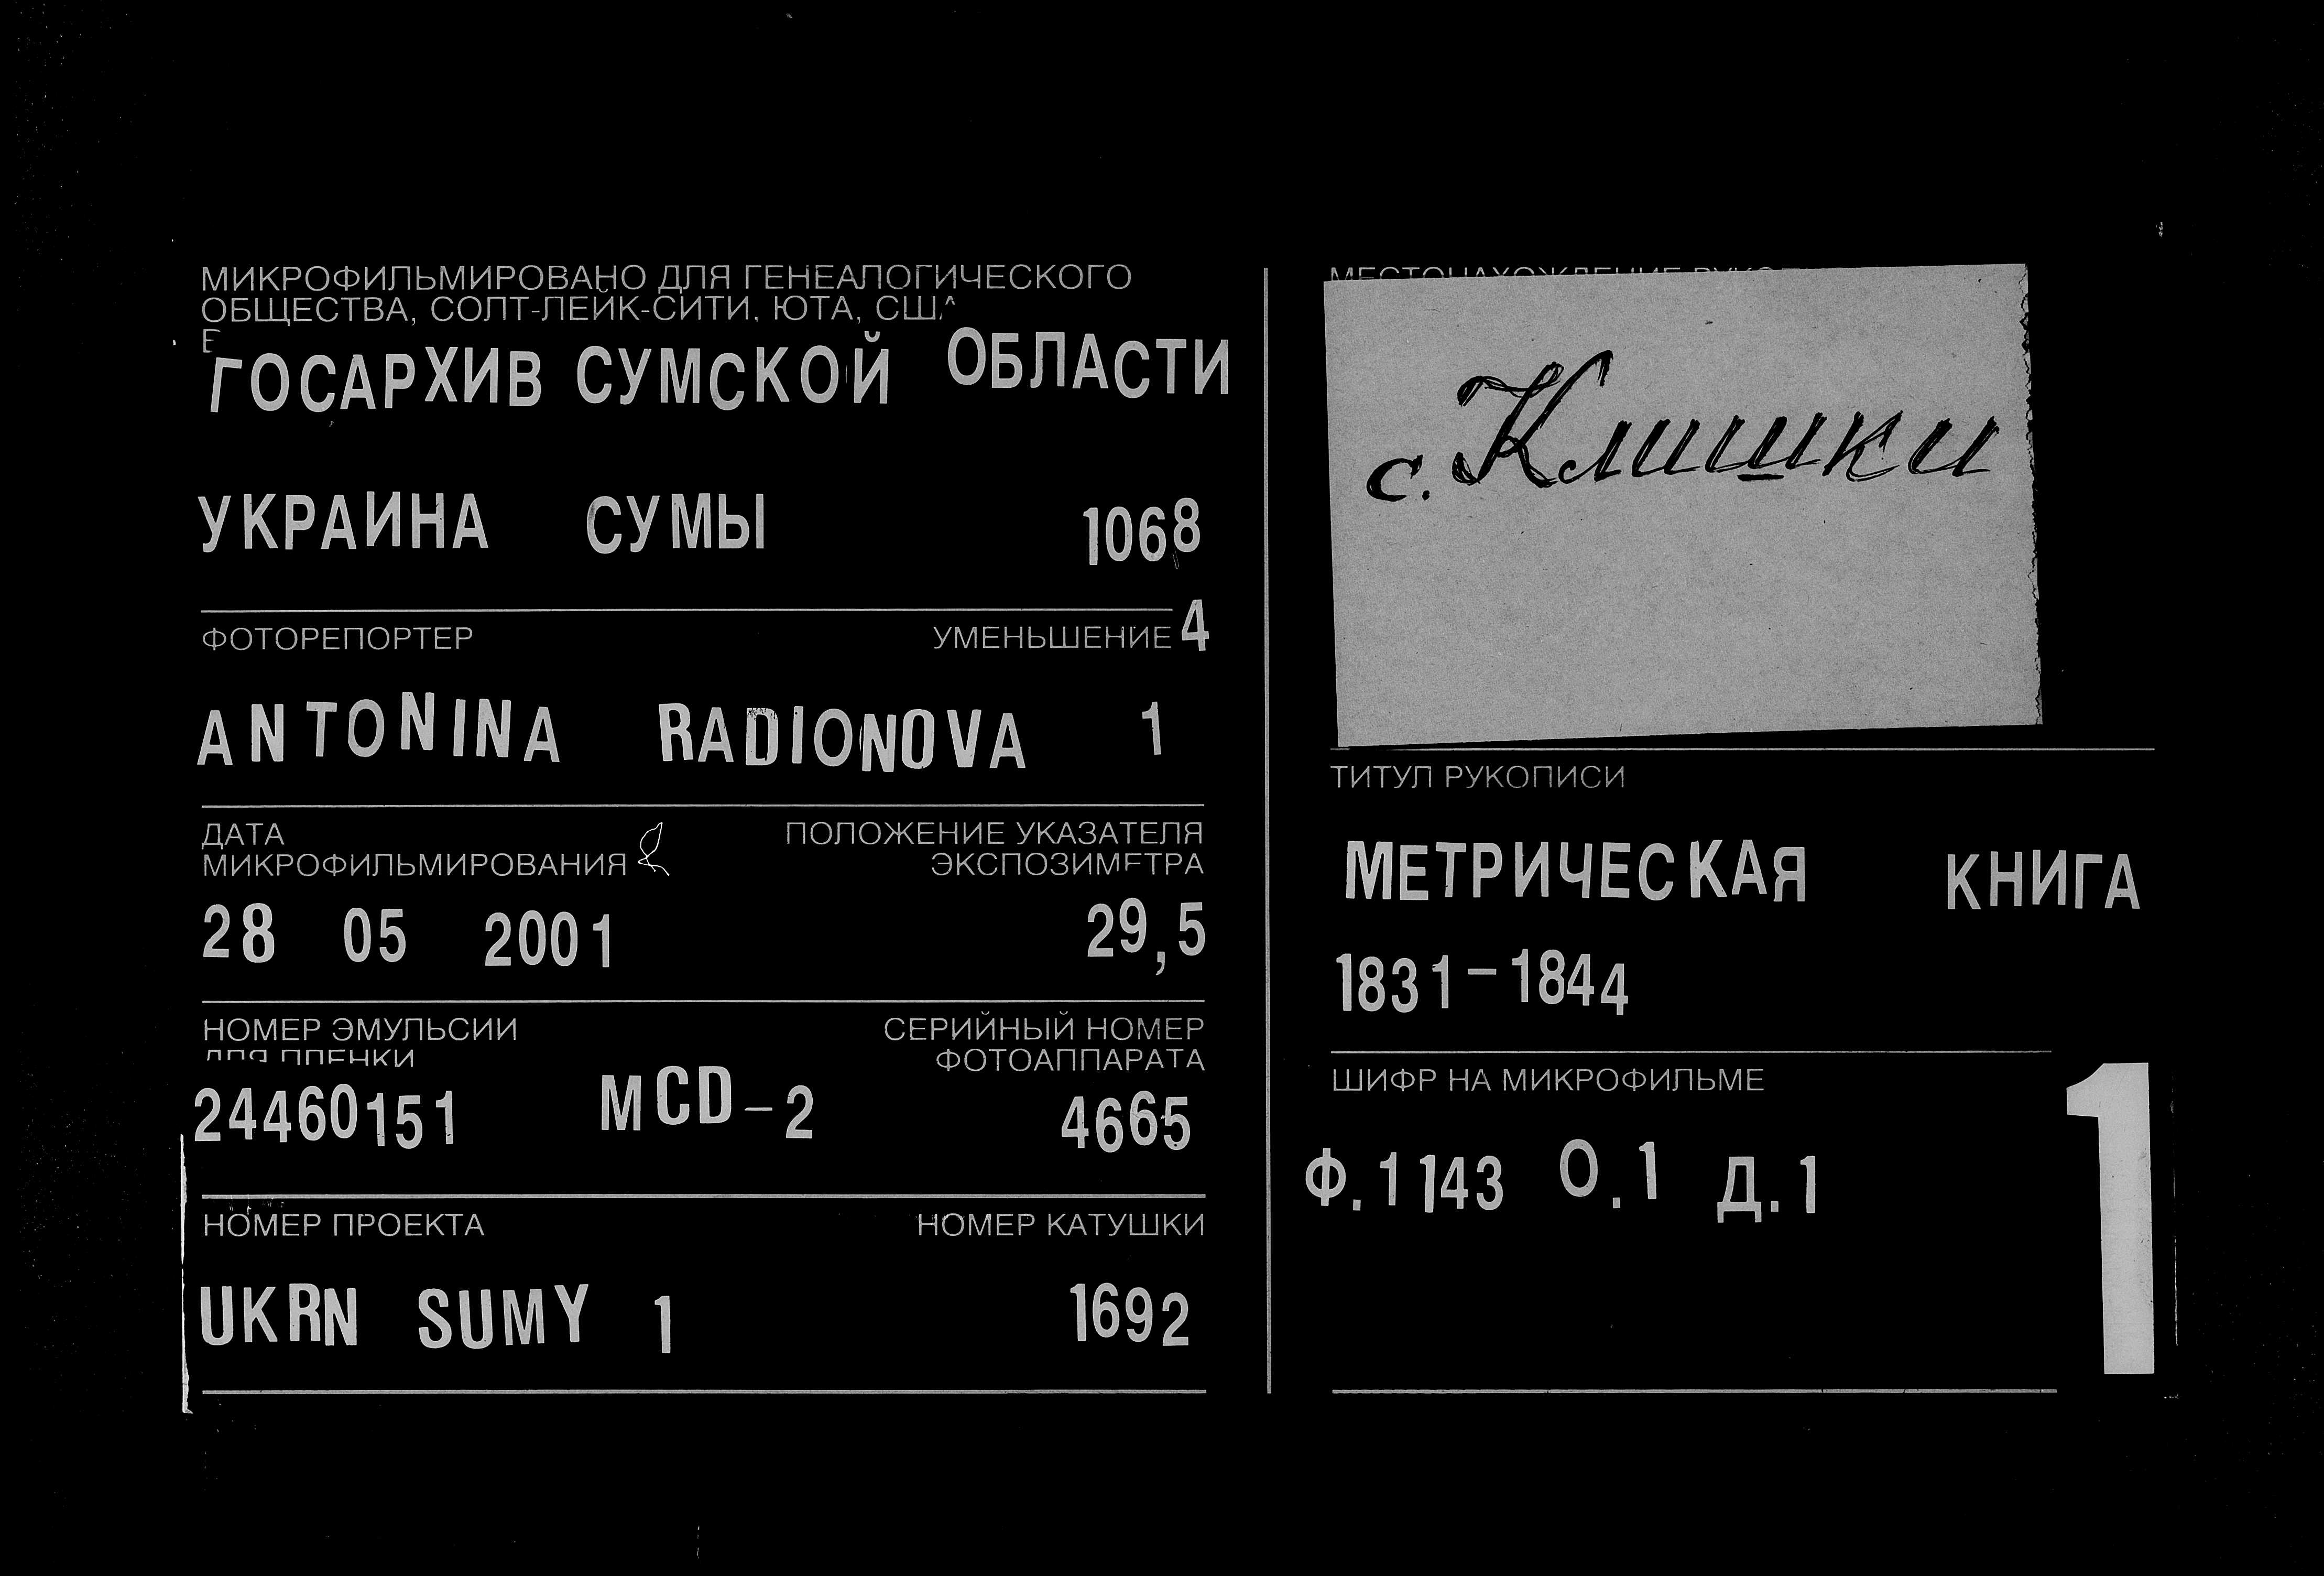 МИКРОФИЛЬМИРОВАНО ДЛЯ ГЕНЕАЛОГИЧЕСКОГО
ОБЩЕСТВА, СОЛТ-ЛЕЙК-СИТИ, ЮТА, США
ГОСАРХИВ СУМСКОЙ ОБЛАСТИ
УКРАИНА СУМЫ 1068
ФОТОРЕПОРТЕР УМЕНЬШЕНИЕ 4
ANTONINA RADIONOVA 1
ДАТА ПОЛОЖЕНИЕ УКАЗАТЕЛЯ
МИКРОФИЛЬМИРОВАНИЯ ЭКСПОЗИМЕТРА
28 05 2001 29,5
НОМЕР ЭМУЛЬСИИ СЕРИЙНЫЙ НОМЕР
ДЛЯ ПЛЕНКИ ФОТОАППАРАТА
24460151 MCD-2 4665
НОМЕР ПРОЕКТА НОМЕР КАТУШКИ
UKRN SUMY 1 1692
с. Клишки
ТИТУЛ РУКОПИСИ
МЕТРИЧЕСКАЯ КНИГА
1831-1844
ШИФР НА МИКРОФИЛЬМЕ
Ф.1143 О.1 Д.1
1